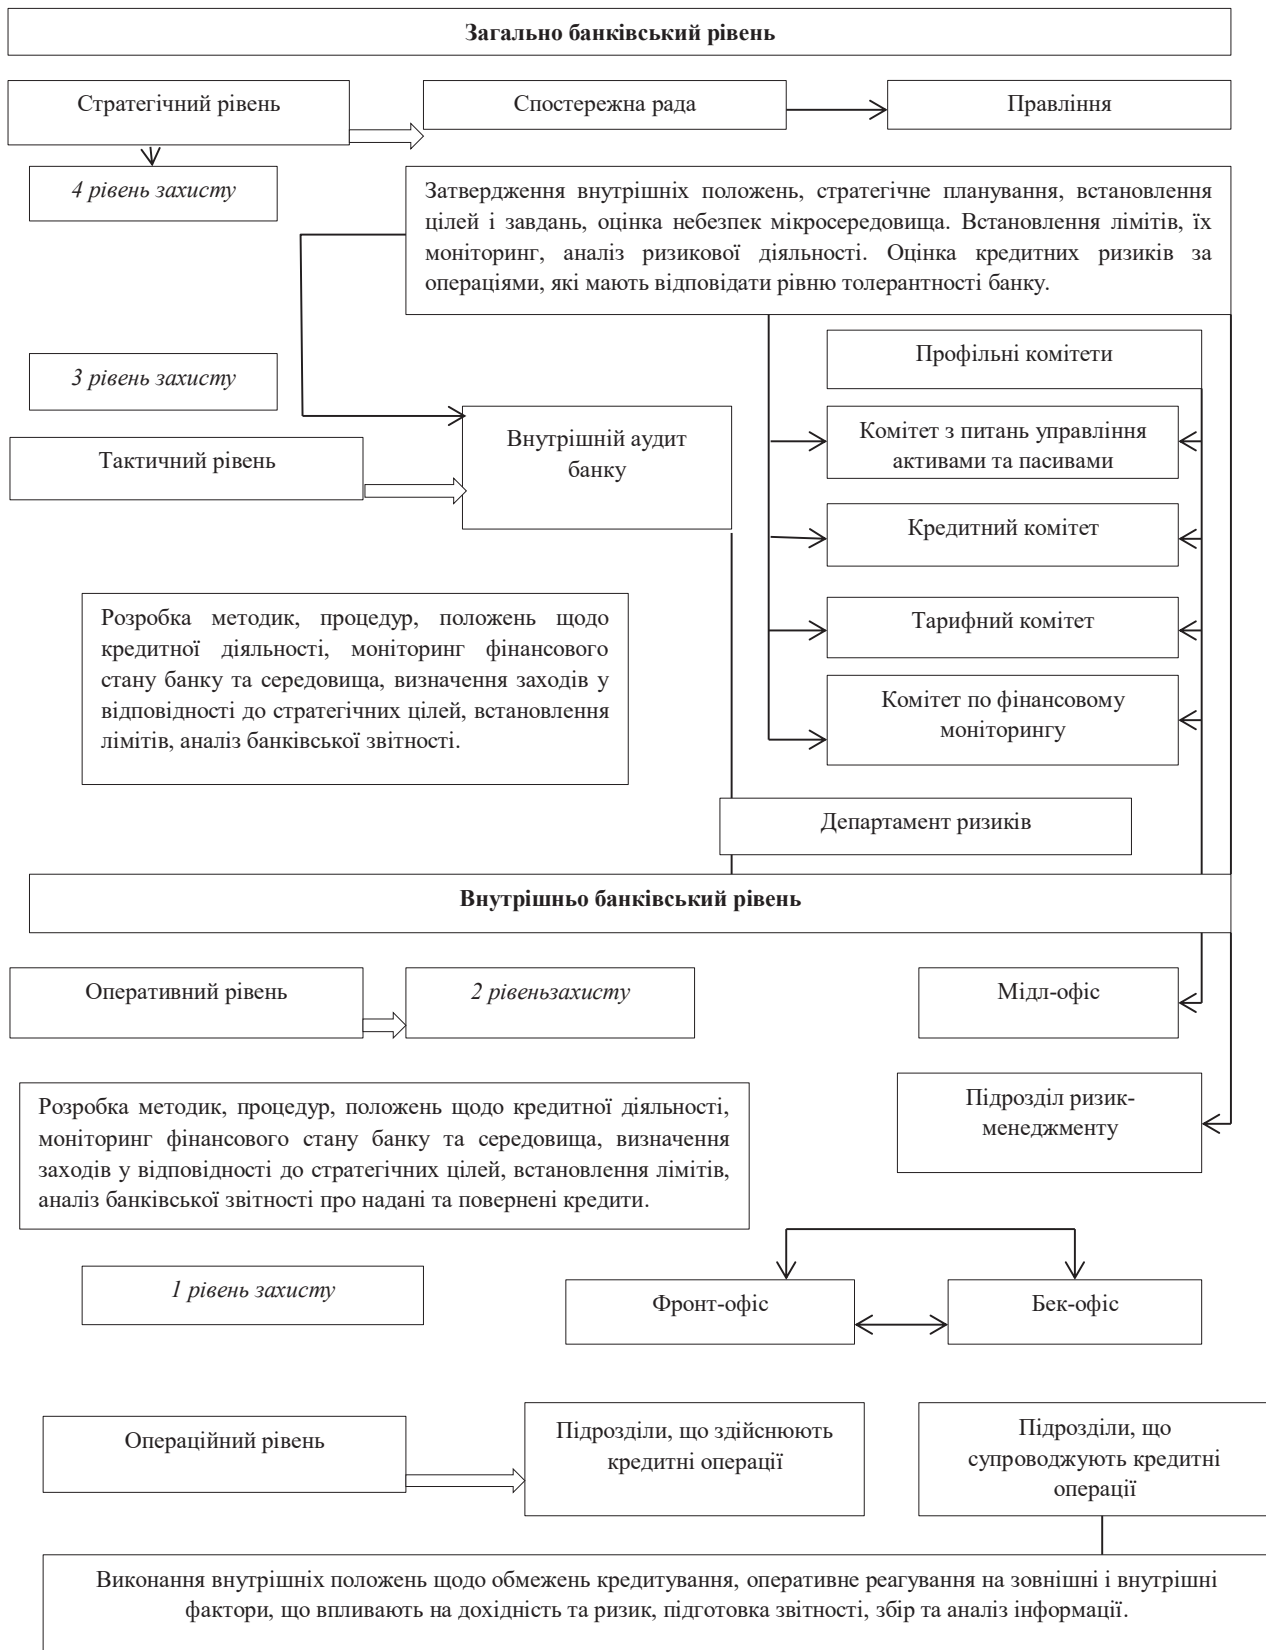 Загально банківський рівень
Стратегічний рівень
Спостережна рада
Правління
4 рівень захисту
Затвердження внутрішніх положень, стратегічне планування, встановлення
цілей і завдань, оцінка небезпек мікросередовища. Встановлення лімітів, їх
моніторинг, аналіз ризикової діяльності. Оцінка кредитних ризиків за
операціями, які мають відповідати рівню толерантності банку.
3 рівень захисту
Профільні комітети
Тактичний рівень
Внутрішній аудит
банку
Комітет з питань управління
активами та пасивами
Кредитний комітет
Розробка методик, процедур, положень щодо
кредитної діяльності, моніторинг фінансового
стану банку та середовища, визначення заходів у
відповідності до стратегічних цілей, встановлення
лімітів, аналіз банківської звітності.
Тарифний комітет
Комітет по фінансовому
моніторингу
Департамент ризиків
Внутрішньо банківський рівень
Оперативний рівень
2 рівеньзахисту
Мідл-офіс
Розробка методик, процедур, положень щодо кредитної діяльності,
моніторинг фінансового стану банку та середовища, визначення
заходів у відповідності до стратегічних цілей, встановлення лімітів,
аналіз банківської звітності про надані та повернені кредити.
Підрозділ ризик-
менеджменту
1 рівень захисту
Фронт-офіс
Бек-офіс
Операційний рівень
Підрозділи, що здійснюють
кредитні операції
Підрозділи, що
супроводжують кредитні
операції
Виконання внутрішніх положень щодо обмежень кредитування, оперативне реагування на зовнішні і внутрішні
фактори, що впливають на дохідність та ризик, підготовка звітності, збір та аналіз інформації.